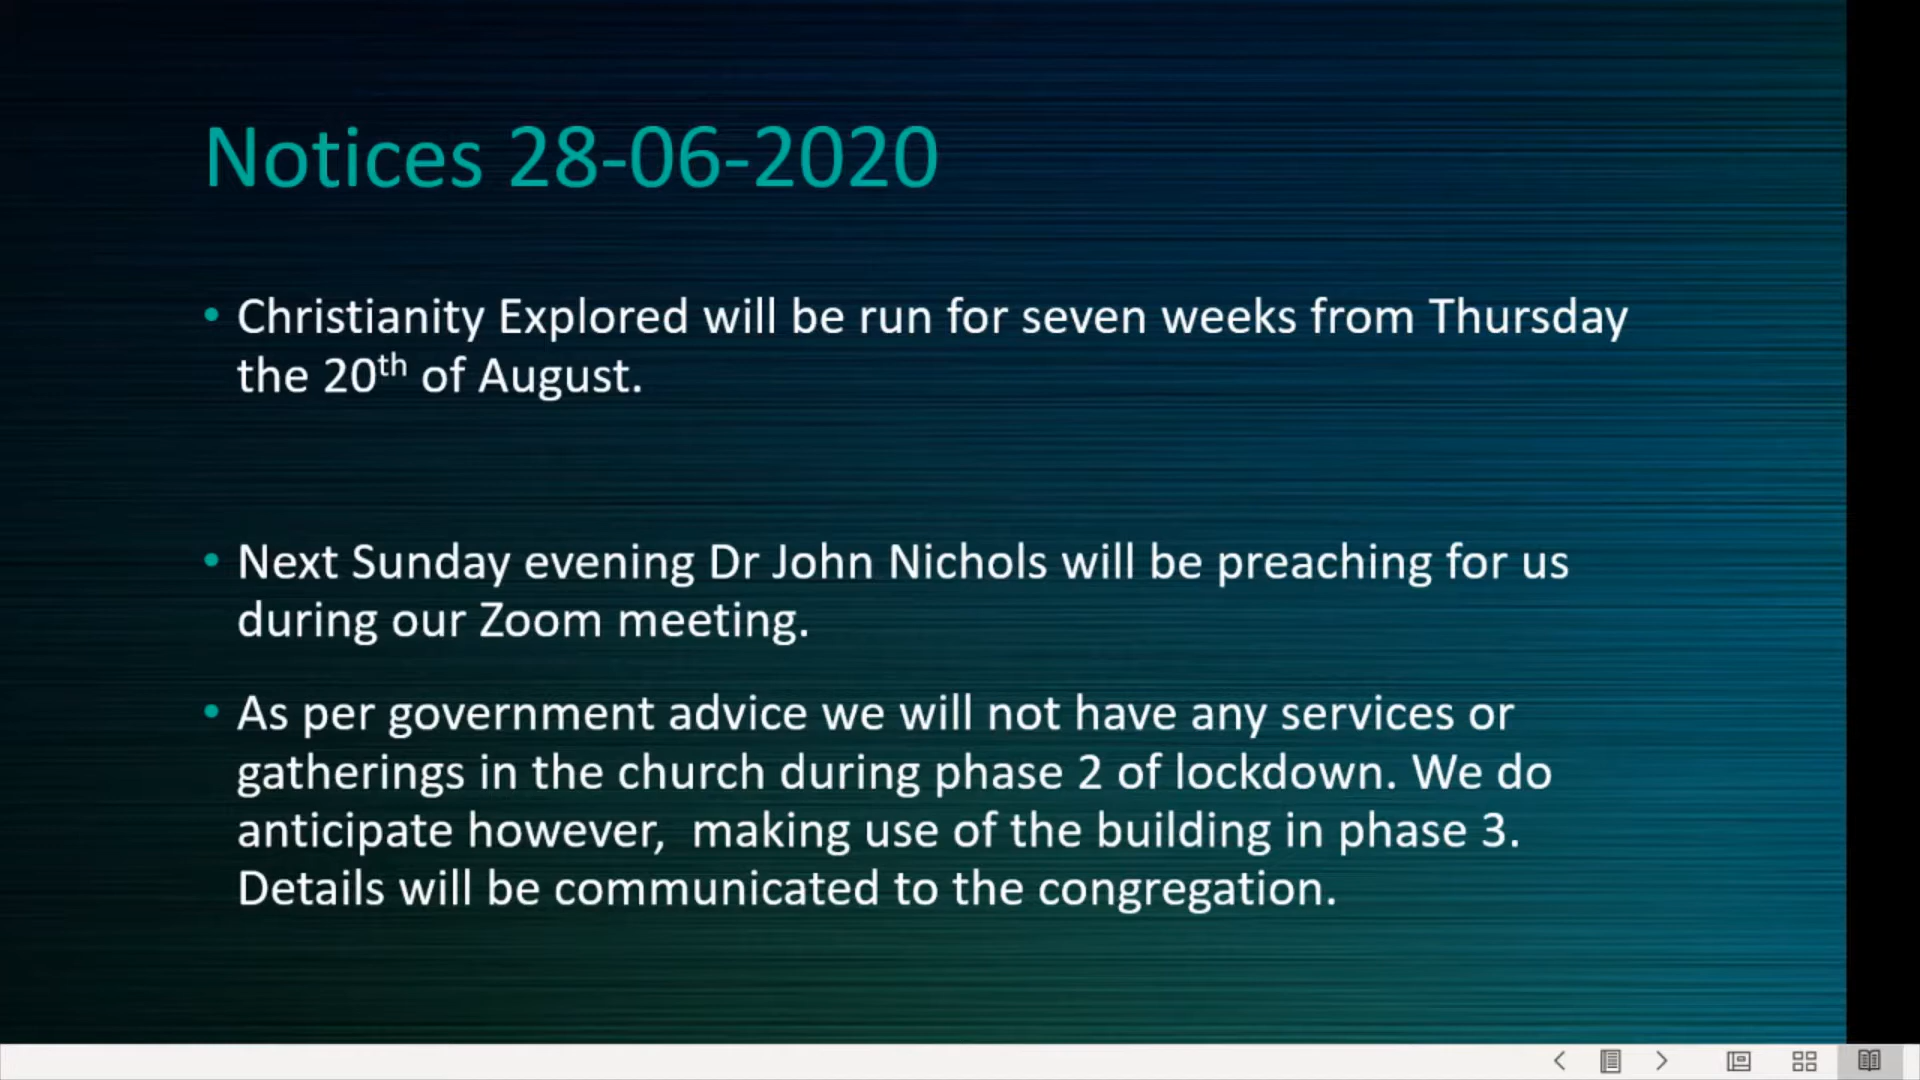 Notices 28-06-2020
• Christianity Explored will be run for seven weeks from Thursday
the 20th of August.
• Next Sunday evening Dr John Nichols will be preaching for us
during our Zoom meeting.
• As per government advice we will not have any services or
gatherings in the church during phase 2 of lockdown. We do
anticipate however,  making use of the building in phase 3.
Details will be communicated to the congregation.